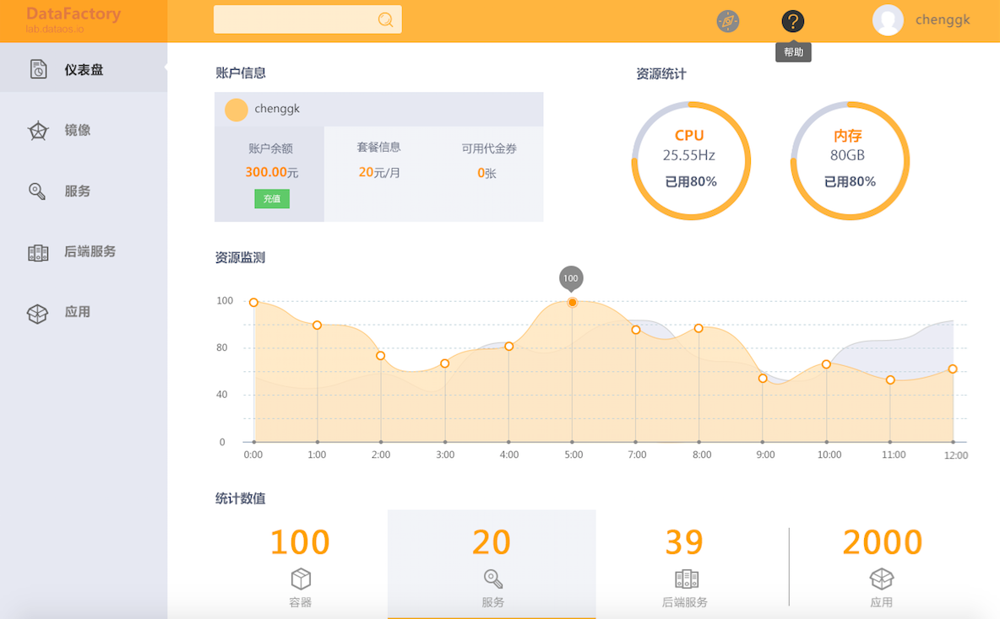 DataFactory
lab.dataos.io
?
chenggk
帮助
仪表盘
镜像
服务
后端服务
应用
账户信息
chenggk
账户余额
300.00元
充值
套餐信息
20元/月
可用代金券
0张
资源统计
CPU
25.55Hz
已用80%
内存
80GB
已用80%
资源监测
100
100
80
40
0
0:00 1:00 2:00 3:00 4:00 5:00 7:00 8:00 9:00 10:00 11:00 12:00
统计数值
100
容器
20
服务
39
后端服务
2000
应用